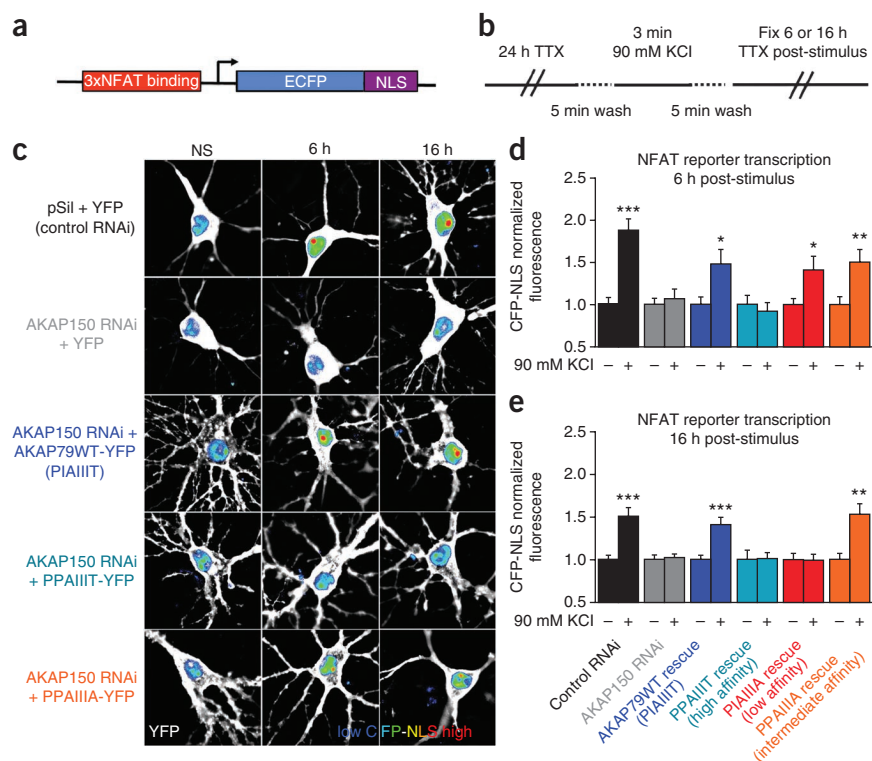 a
3xNFAT binding
ECFP
NLS
b
24 h TTX
3 min
90 mM KCl
Fix 6 or 16 h
TTX post-stimulus
5 min wash
5 min wash
c
NS
6 h
16 h
pSil + YFP
(control RNAi)
AKAP150 RNAi
+ YFP
AKAP150 RNAi +
AKAP79WT-YFP
(PIAIIIT)
AKAP150 RNAi
+ PPAIIIT-YFP
AKAP150 RNAi
+ PPAIIIA-YFP
YFP
low CFP-NLS high
d
NFAT reporter transcription
6 h post-stimulus
CFP-NLS normalized
fluorescence
2.5
2.0
1.5
1.0
0.5
***
*
*
**
90 mM KCl
– + – + – + – + – + – +
e
NFAT reporter transcription
16 h post-stimulus
CFP-NLS normalized
fluorescence
2.5
2.0
1.5
1.0
0.5
***
***
**
90 mM KCl
– + – + – + – + – + – +
Control RNAi
AKAP150 RNAi
AKAP79WT rescue
(PIAIIIT)
PPAIIIT rescue
(high affinity)
PIAIIIA rescue
(low affinity)
PPAIIIA rescue
(intermediate affinity)